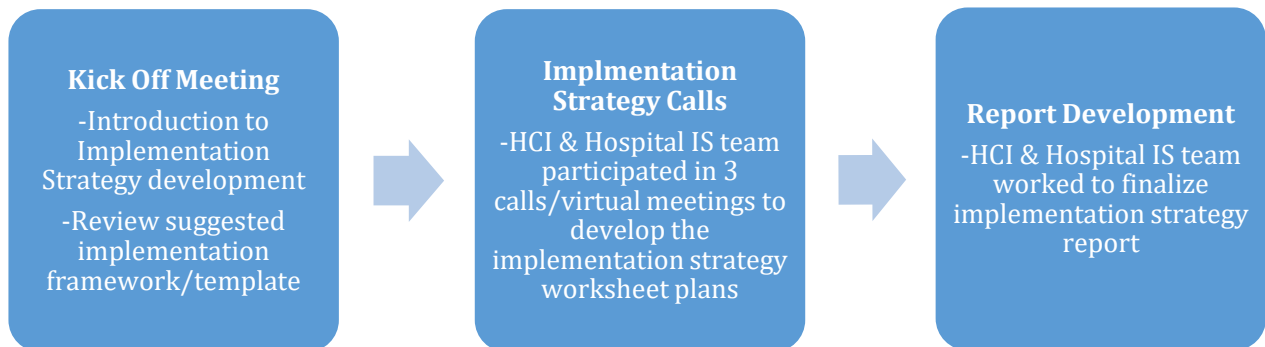 Kick Off Meeting
-Introduction to
Implementation
Strategy development
-Review suggested
implementation
framework/template
Implmentation
Strategy Calls
-HCI & Hospital IS team
participated in 3
calls/virtual meetings to
develop the
implementation strategy
worksheet plans
Report Development
-HCI & Hospital IS team
worked to finalize
implementation strategy
report